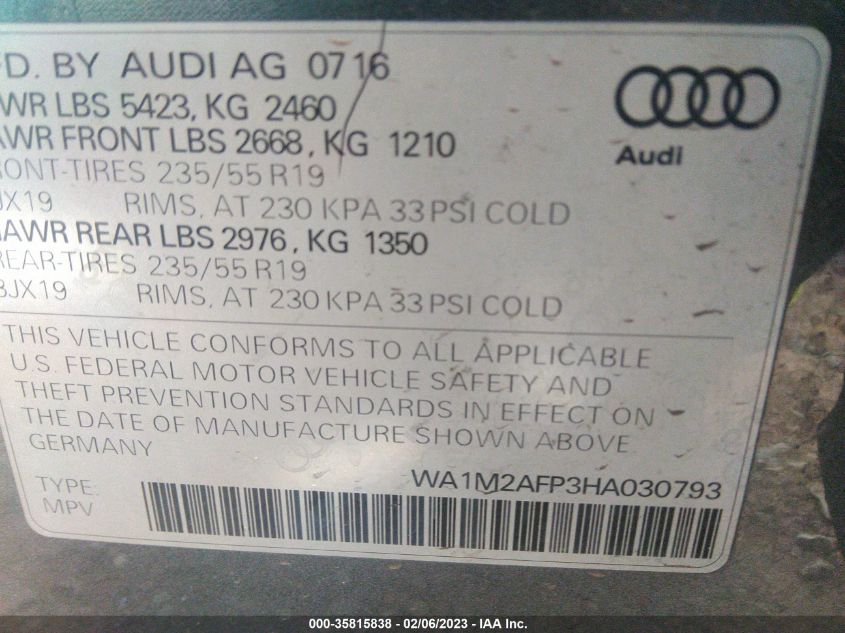 D. BY AUDI AG 0716
WR LBS 5423, KG 2460
AWR FRONT LBS 2668, KG 1210
ONT-TIRES 235/55 R19
JX19 RIMS, AT 230 KPA 33 PSI COLD
AWR REAR LBS 2976, KG 1350
REAR-TIRES 235/55 R19
8JX19 RIMS, AT 230 KPA 33 PSI COLD
Audi
THIS VEHICLE CONFORMS TO ALL APPLICABLE
U.S. FEDERAL MOTOR VEHICLE SAFETY AND
THEFT PREVENTION STANDARDS IN EFFECT ON
THE DATE OF MANUFACTURE SHOWN ABOVE
GERMANY
WA1M2AFP3HA030793
TYPE:
MPV
000-35815838 - 02/06/2023 - IAA Inc.